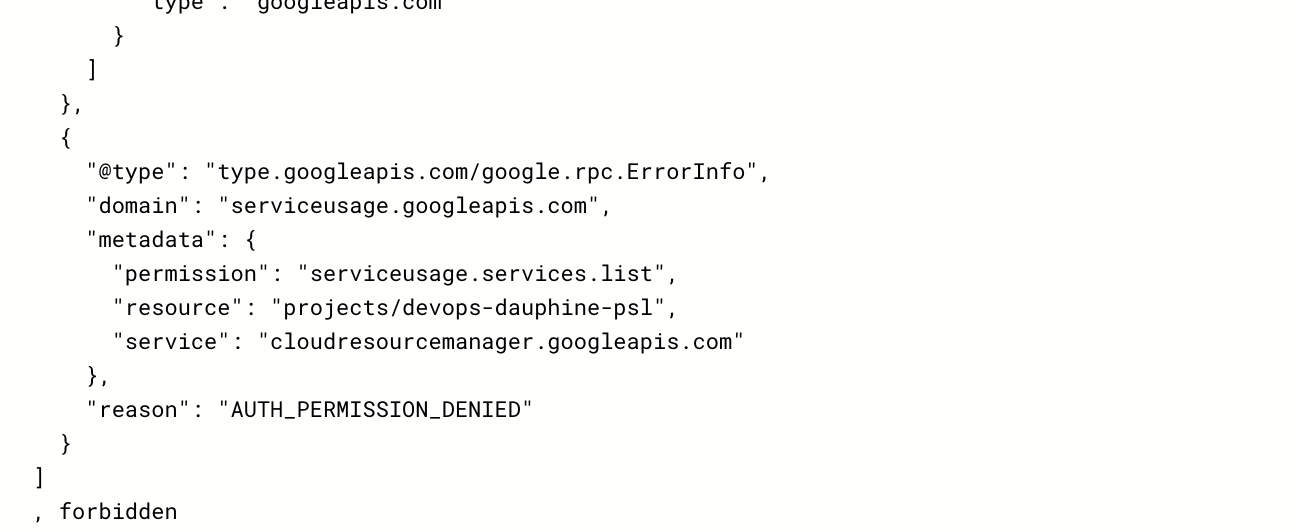 type": "googleapis.com"
}
]
},
{
"@type": "type.googleapis.com/google.rpc.ErrorInfo",
"domain": "serviceusage.googleapis.com",
"metadata": {
"permission": "serviceusage.services.list",
"resource": "projects/devops-dauphine-psl",
"service": "cloudresourcemanager.googleapis.com"
},
"reason": "AUTH_PERMISSION_DENIED"
}
]
, forbidden